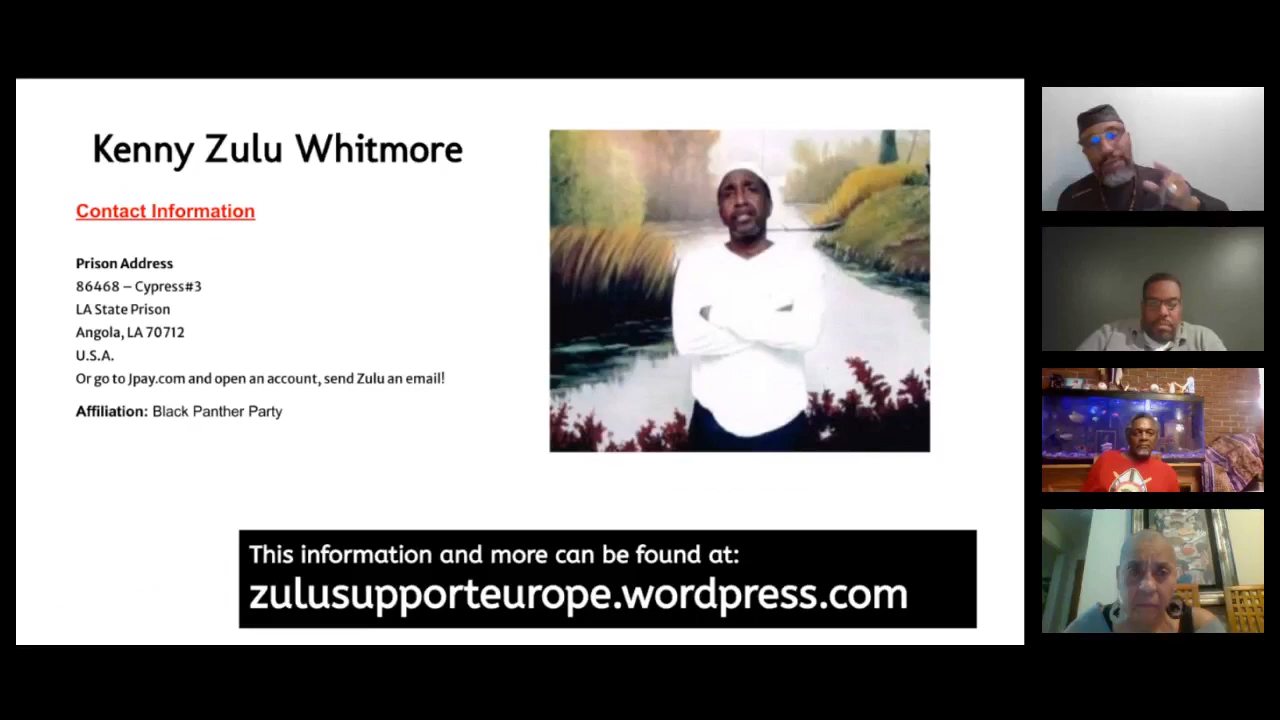 Kenny Zulu Whitmore
Contact Information
Prison Address
86468 – Cypress#3
LA State Prison
Angola, LA 70712
U.S.A.
Or go to Jpay.com and open an account, send Zulu an email!
Affiliation: Black Panther Party
This information and more can be found at:
zulusupporteurope.wordpress.com